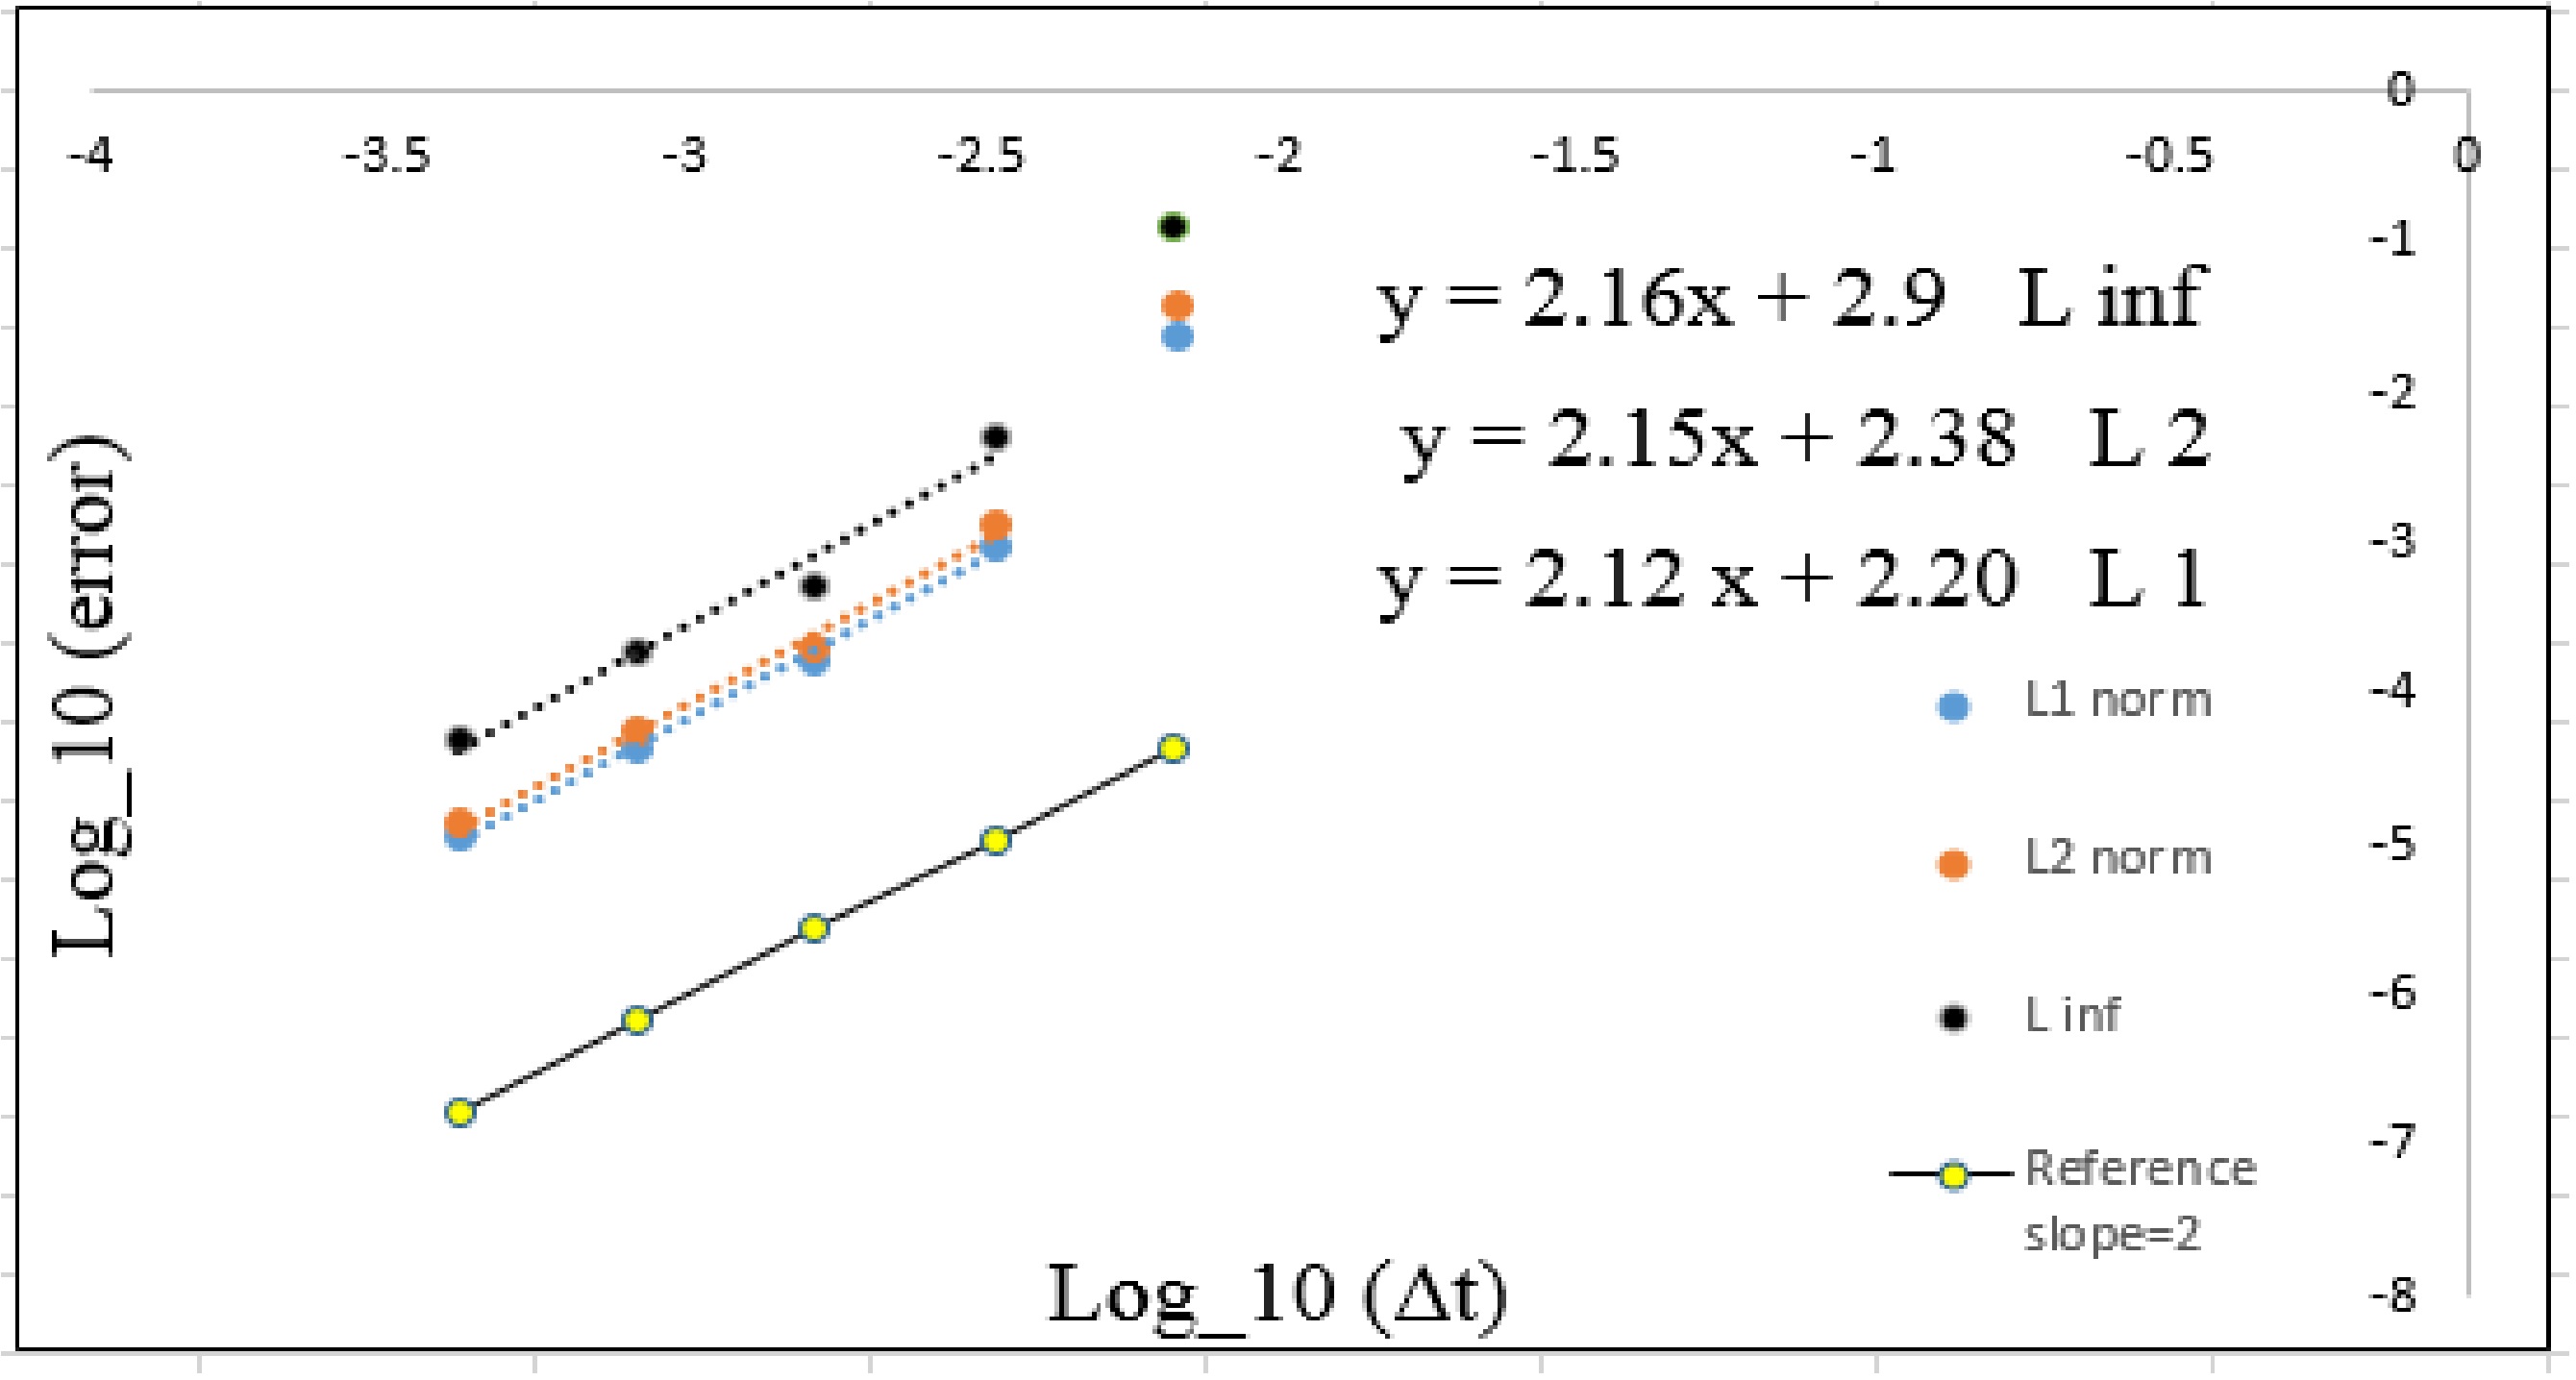 0
-4 -3.5 -3 -2.5 -2 -1.5 -1 -0.5 0
-1
y = 2.16x + 2.9 L inf
-2
y = 2.15x + 2.38 L 2
-3
y = 2.12 x + 2.20 L 1
-4
L1 norm
-5
L2 norm
-6
L inf
-7
Reference
slope=2
-8
Log_10 (error)
Log_10 (Δt)